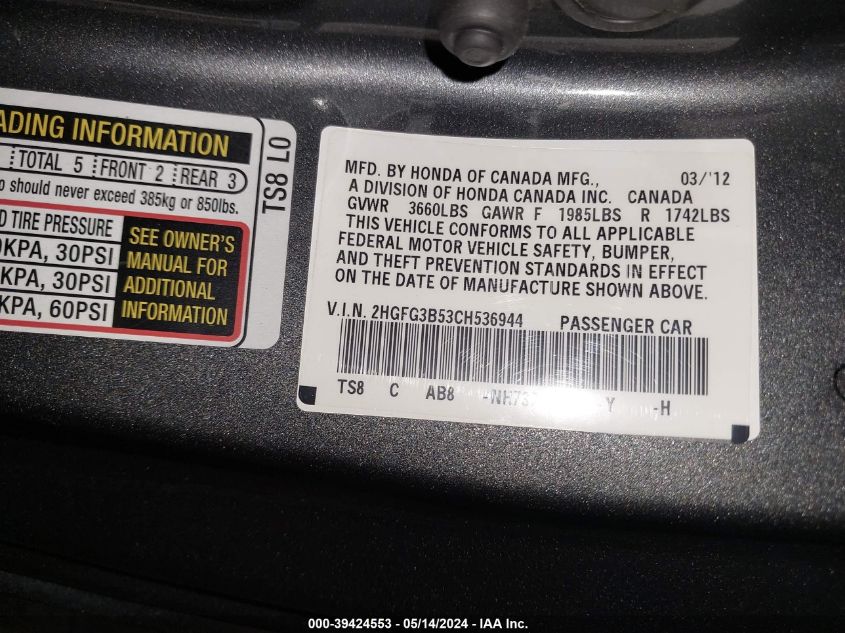 ADING INFORMATION
TOTAL 5 FRONT 2 REAR 3
should never exceed 385kg or 850lbs.
TIRE PRESSURE
KPA, 30PSI
KPA, 30PSI
KPA, 60PSI
SEE OWNER'S
MANUAL FOR
ADDITIONAL
INFORMATION
TS8 L0
MFD. BY HONDA OF CANADA MFG., 03/'12
A DIVISION OF HONDA CANADA INC. CANADA
GVWR 3660LBS GAWR F 1985LBS R 1742LBS
THIS VEHICLE CONFORMS TO ALL APPLICABLE
FEDERAL MOTOR VEHICLE SAFETY, BUMPER,
AND THEFT PREVENTION STANDARDS IN EFFECT
ON THE DATE OF MANUFACTURE SHOWN ABOVE.
V.I.N. 2HGFG3B53CH536944 PASSENGER CAR
TS8 C AB8 -Y -H
000-39424553 - 05/14/2024 - IAA Inc.